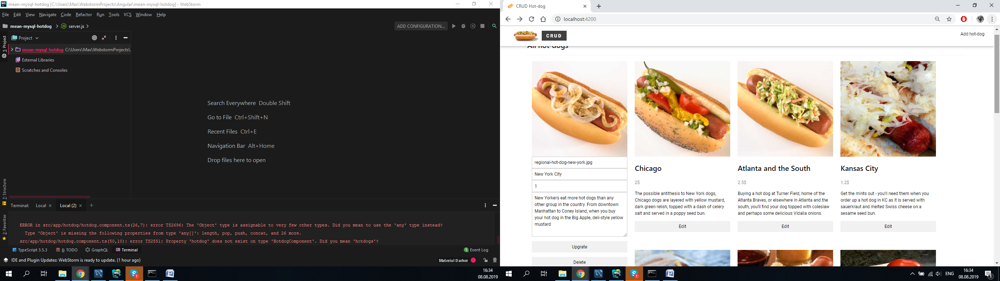 mean-mysql-hotdog [C:\Users\Max\WebstormProjects\Angular\mean-mysql-hotdog] - WebStorm
File Edit View Navigate Code Refactor Run Tools VCS Window Help
mean-mysql-hotdog server.js
ADD CONFIGURATION...
1: Project
Project
mean-mysql-hotdog C:\Users\Max\WebstormProjects\
External Libraries
Scratches and Consoles
Search Everywhere Double Shift
Go to File Ctrl+Shift+N
Recent Files Ctrl+E
Navigation Bar Alt+Home
Drop files here to open
7: Structure
2: Favorites
Terminal: Local Local (2)
ERROR in src/app/hotdog/hotdog.component.ts(26,7): error TS2696: The 'Object' type is assignable to very few other types. Did you mean to use the 'any' type instead?
Type 'Object' is missing the following properties from type 'any[]': length, pop, push, concat, and 26 more.
src/app/hotdog/hotdog.component.ts(50,10): error TS2551: Property 'hotdog' does not exist on type 'HotdogComponent'. Did you mean 'hotdogs'?
TypeScript 3.5.3 6: TODO GraphQL Terminal
1 Event Log
IDE and Plugin Updates: WebStorm is ready to update. (1 hour ago)
Material Darker
16:34
08.08.2019
CRUD Hot-dog
localhost:4200
CRUD
Add hot-dog
All hot-dogs
regional-hot-dog-new-york.jpg
New York City
1
New Yorkers eat more hot dogs than any
other group in the country. From downtown
Manhattan to Coney Island, when you buy
your hot dog in the Big Apple, deli-style yellow
mustard
Upgrate
Delete
Chicago
2$
The possible antithesis to New York dogs,
Chicago dogs are layered with yellow mustard,
dark green relish, topped with a dash of celery
salt and served in a poppy seed bun.
Edit
Atlanta and the South
2.5$
Buying a hot dog at Turner Field, home of the
Atlanta Braves, or elsewhere in Atlanta and the
south, you'll find your dog topped with coleslaw
and perhaps some delicious Vidalia onions.
Edit
Kansas City
1.2$
Get the mints out - you'll need them when you
order up a hot dog in KC as it is served with
sauerkraut and melted Swiss cheese on a
sesame seed bun.
Edit
ENG
16:34
08.08.2019
1